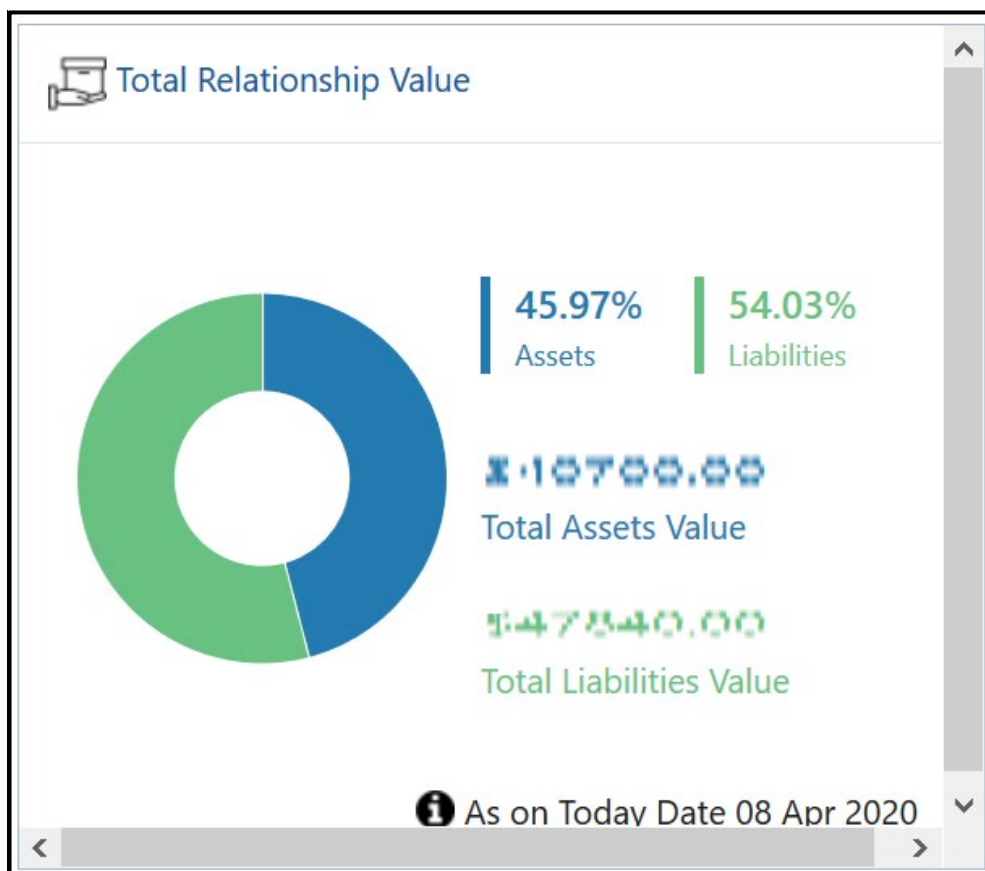 Total Relationship Value
45.97%
54.03%
Assets
Liabilities
Total Assets Value
Total Liabilities Value
As on Today Date 08 Apr 2020